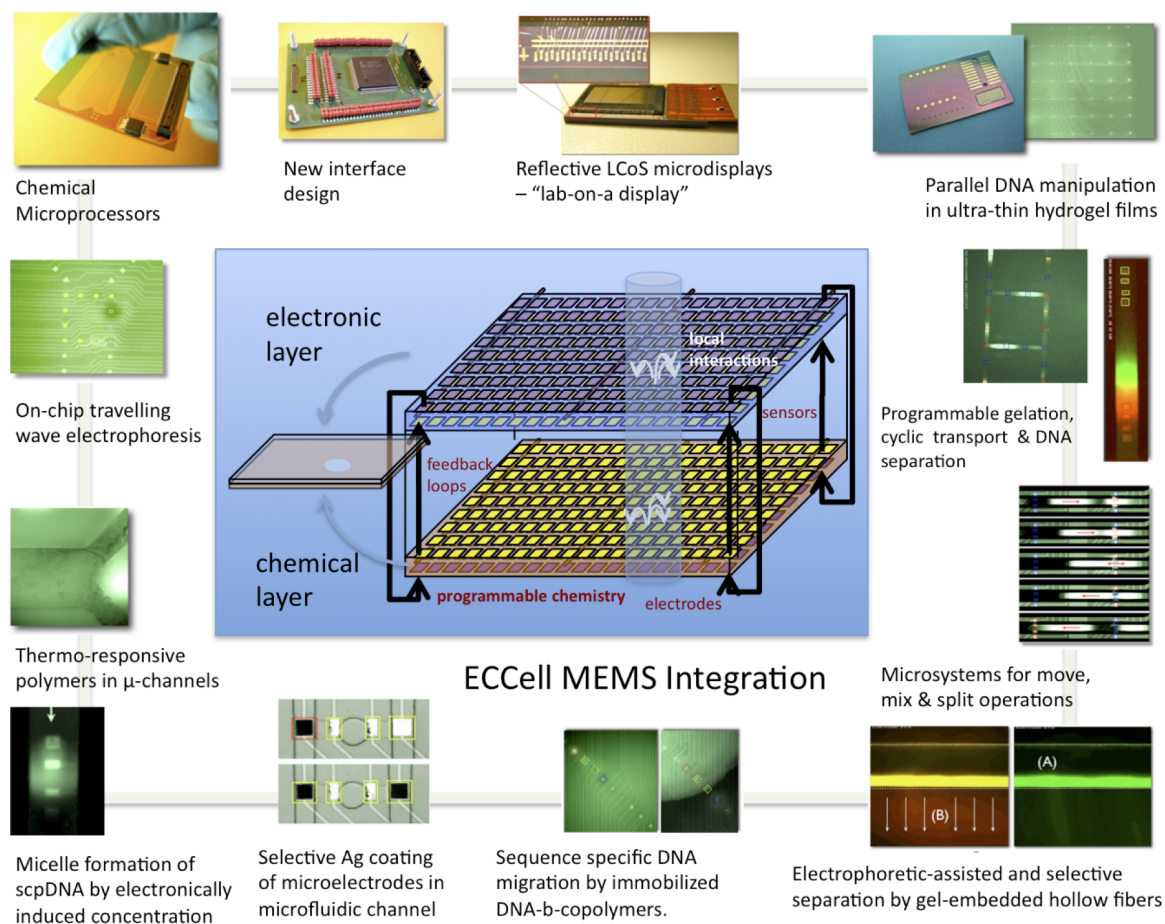 Chemical
Microprocessors
New interface
design
Reflective LCoS microdisplays
– “lab-on-a display”
Parallel DNA manipulation
in ultra-thin hydrogel films
On-chip travelling
wave electrophoresis
electronic
layer
local
interactions
sensors
feedback
loops
chemical
layer
programmable chemistry
electrodes
Programmable gelation,
cyclic transport & DNA
separation
Thermo-responsive
polymers in μ-channels
ECCell MEMS Integration
Microsystems for move,
mix & split operations
(A)
(B)
Micelle formation of
scpDNA by electronically
induced concentration
Selective Ag coating
of microelectrodes in
microfluidic channel
Sequence specific DNA
migration by immobilized
DNA-b-copolymers.
Electrophoretic-assisted and selective
separation by gel-embedded hollow fibers